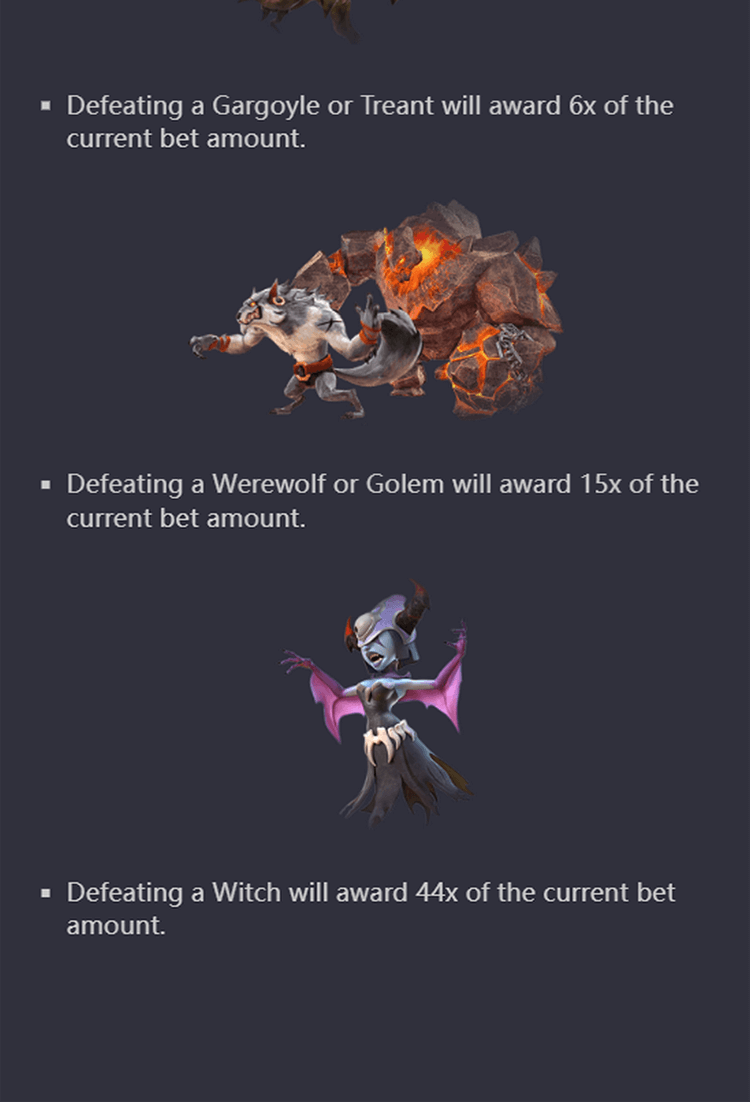 ▪ Defeating a Gargoyle or Treant will award 6x of the
current bet amount.
▪ Defeating a Werewolf or Golem will award 15x of the
current bet amount.
▪ Defeating a Witch will award 44x of the current bet
amount.